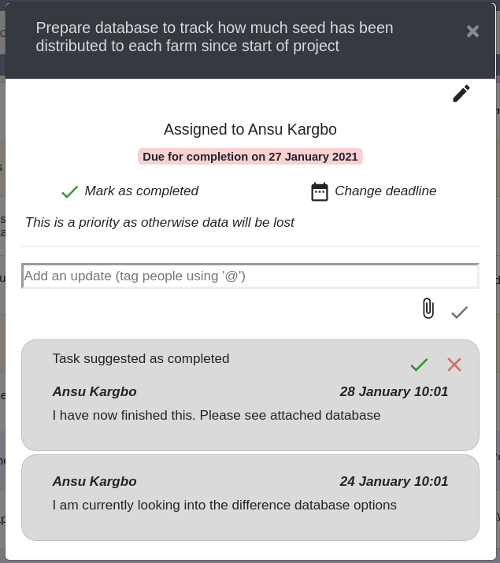 Prepare database to track how much seed has been
distributed to each farm since start of project
Assigned to Ansu Kargbo
Due for completion on 27 January 2021
Mark as completed
Change deadline
This is a priority as otherwise data will be lost
Add an update (tag people using '@')
Task suggested as completed
Ansu Kargbo 28 January 10:01
I have now finished this. Please see attached database
Ansu Kargbo 24 January 10:01
I am currently looking into the difference database options